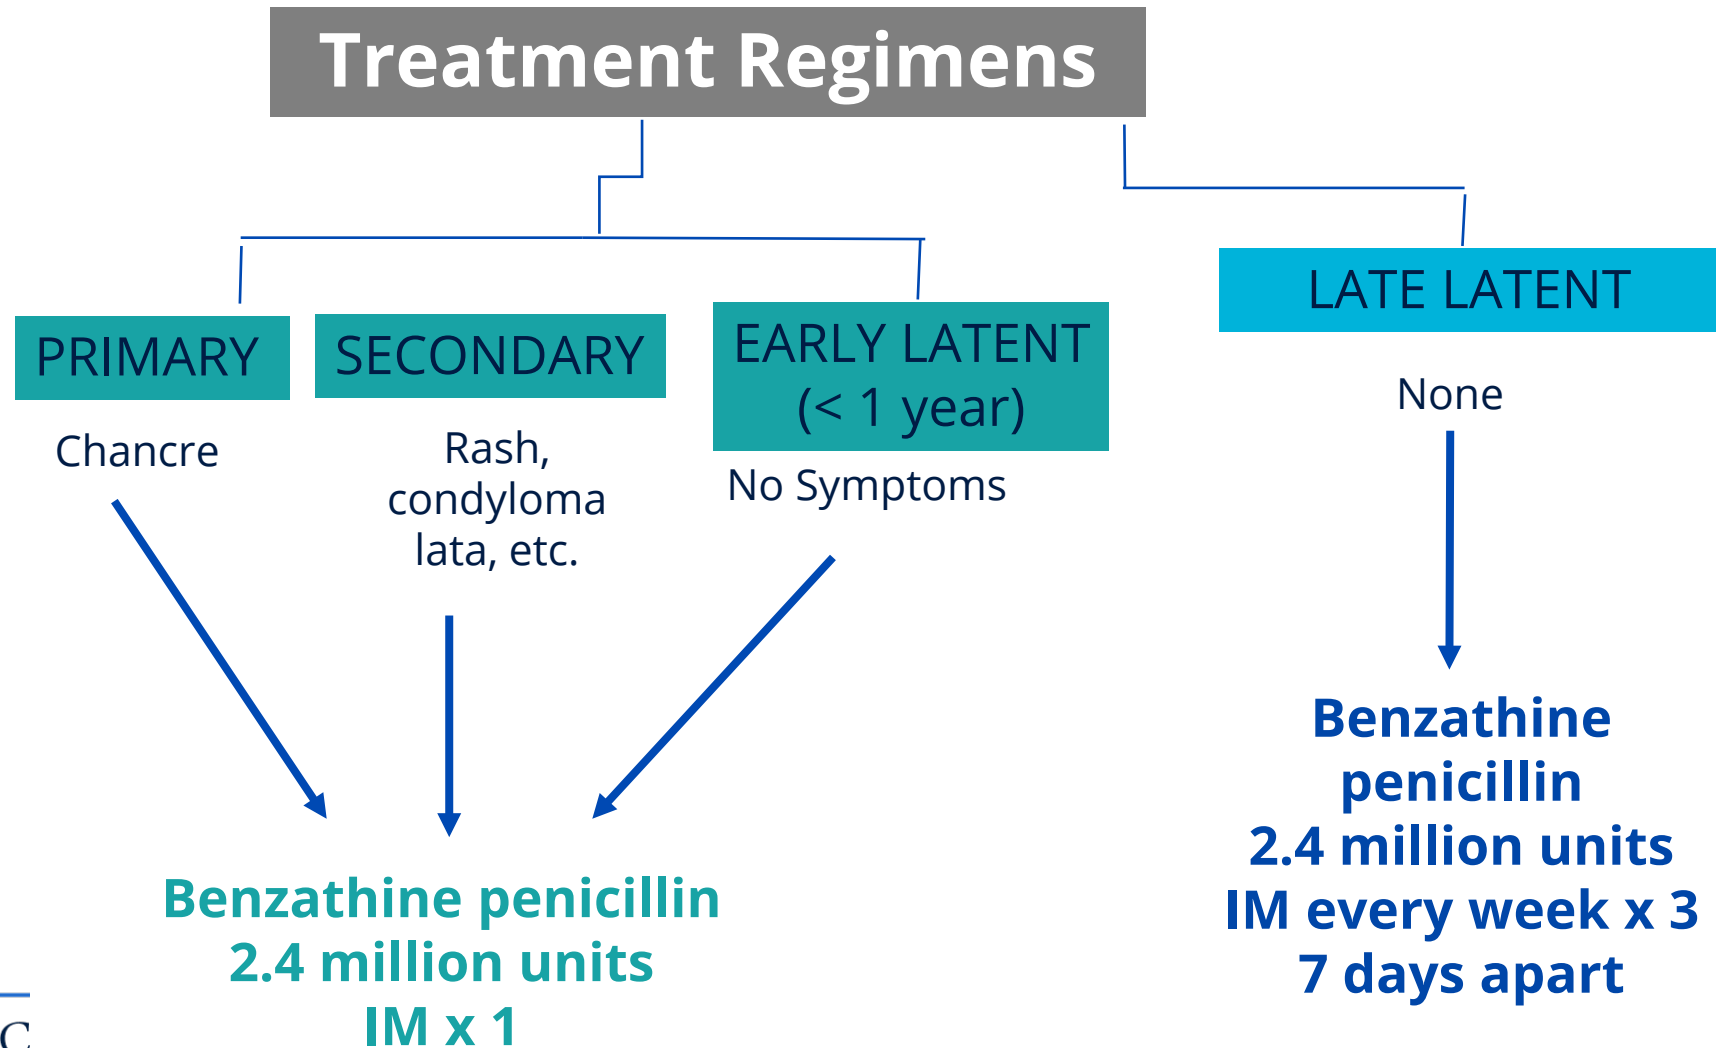 Treatment Regimens
PRIMARY
Chancre
SECONDARY
Rash,
condyloma
lata, etc.
EARLY LATENT
(< 1 year)
No Symptoms
LATE LATENT
None
Benzathine penicillin
2.4 million units
IM x 1
Benzathine
penicillin
2.4 million units
IM every week x 3
7 days apart
C